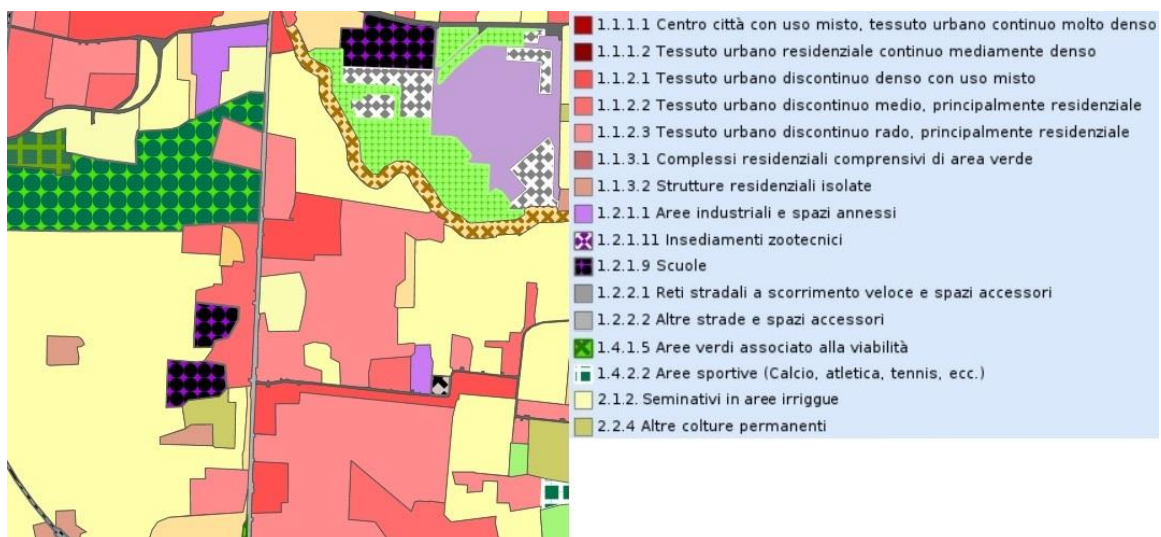 1.1.1.1 Centro città con uso misto, tessuto urbano continuo molto denso
1.1.1.2 Tessuto urbano residenziale continuo mediamente denso
1.1.2.1 Tessuto urbano discontinuo denso con uso misto
1.1.2.2 Tessuto urbano discontinuo medio, principalmente residenziale
1.1.2.3 Tessuto urbano discontinuo rado, principalmente residenziale
1.1.3.1 Complessi residenziali comprensivi di area verde
1.1.3.2 Strutture residenziali isolate
1.2.1.1 Aree industriali e spazi annessi
1.2.1.11 Insediamenti zootecnici
1.2.1.9 Scuole
1.2.2.1 Reti stradali a scorrimento veloce e spazi accessori
1.2.2.2 Altre strade e spazi accessori
1.4.1.5 Aree verdi associato alla viabilità
1.4.2.2 Aree sportive (Calcio, atletica, tennis, ecc.)
2.1.2. Seminativi in aree irriggue
2.2.4 Altre colture permanenti